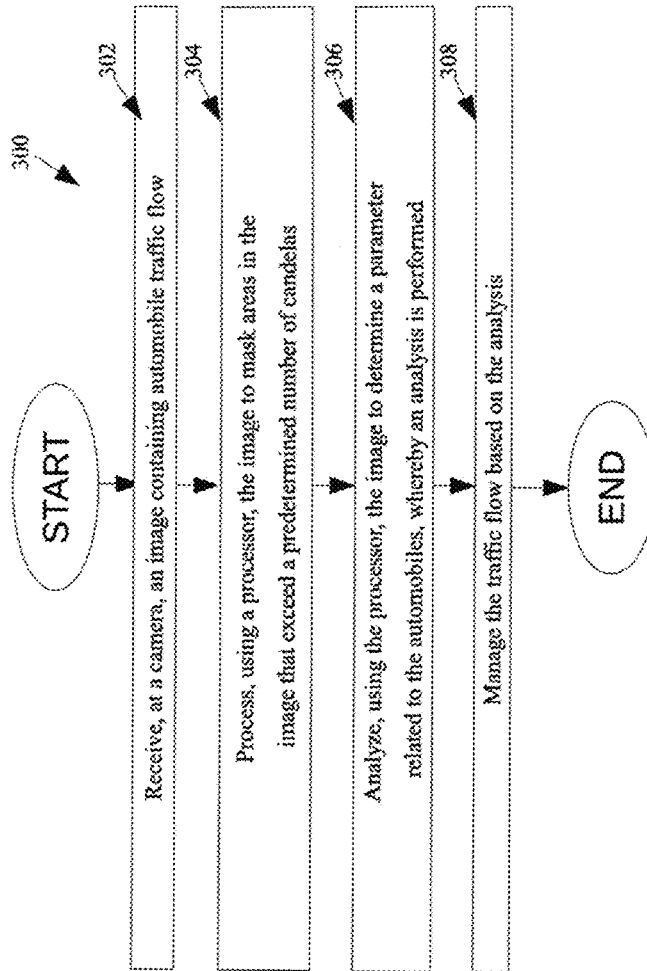 300
START
302
Receive, at a camera, an image containing automobile traffic flow
304
Process, using a processor, the image to mask areas in the
image that exceed a predetermined number of candelas
306
Analyze, using the processor, the image to determine a parameter
related to the automobiles, whereby an analysis is performed
308
Manage the traffic flow based on the analysis
END